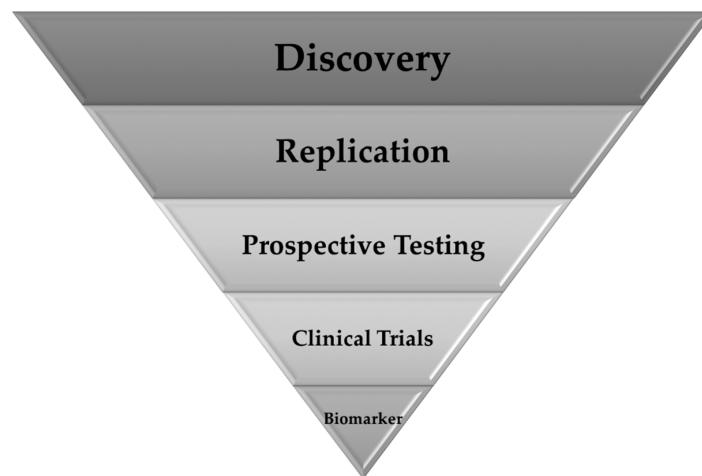 Discovery
Replication
Prospective Testing
Clinical Trials
Biomarker